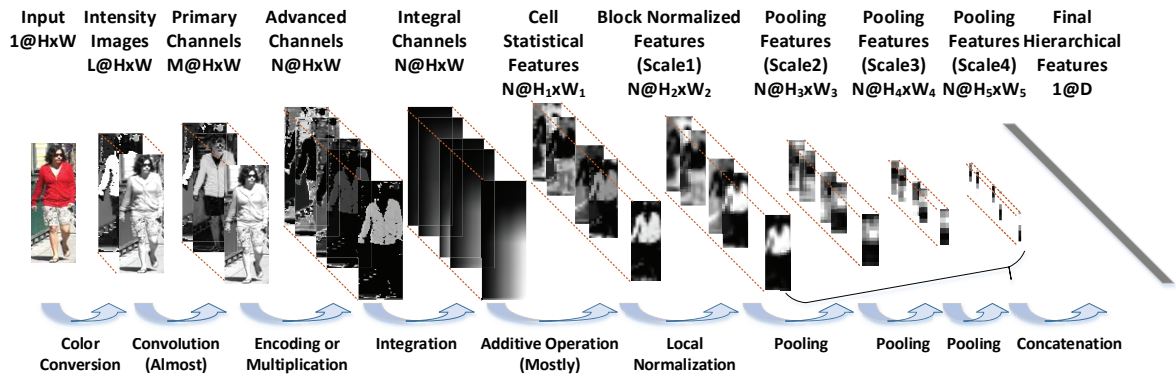 Input
1@HxW
Intensity
Images
L@HxW
Primary
Channels
M@HxW
Advanced
Channels
N@HxW
Integral
Channels
N@HxW
Cell
Statistical
Features
N@H₁xW₁
Block Normalized
Features
(Scale1)
N@H₂xW₂
Pooling
Features
(Scale2)
N@H₃xW₃
Pooling
Features
(Scale3)
N@H₄xW₄
Pooling
Features
(Scale4)
N@H₅xW₅
Final
Hierarchical
Features
1@D
Color
Conversion
Convolution
(Almost)
Encoding or
Multiplication
Integration
Additive Operation
(Mostly)
Local
Normalization
Pooling
Pooling
Pooling
Concatenation